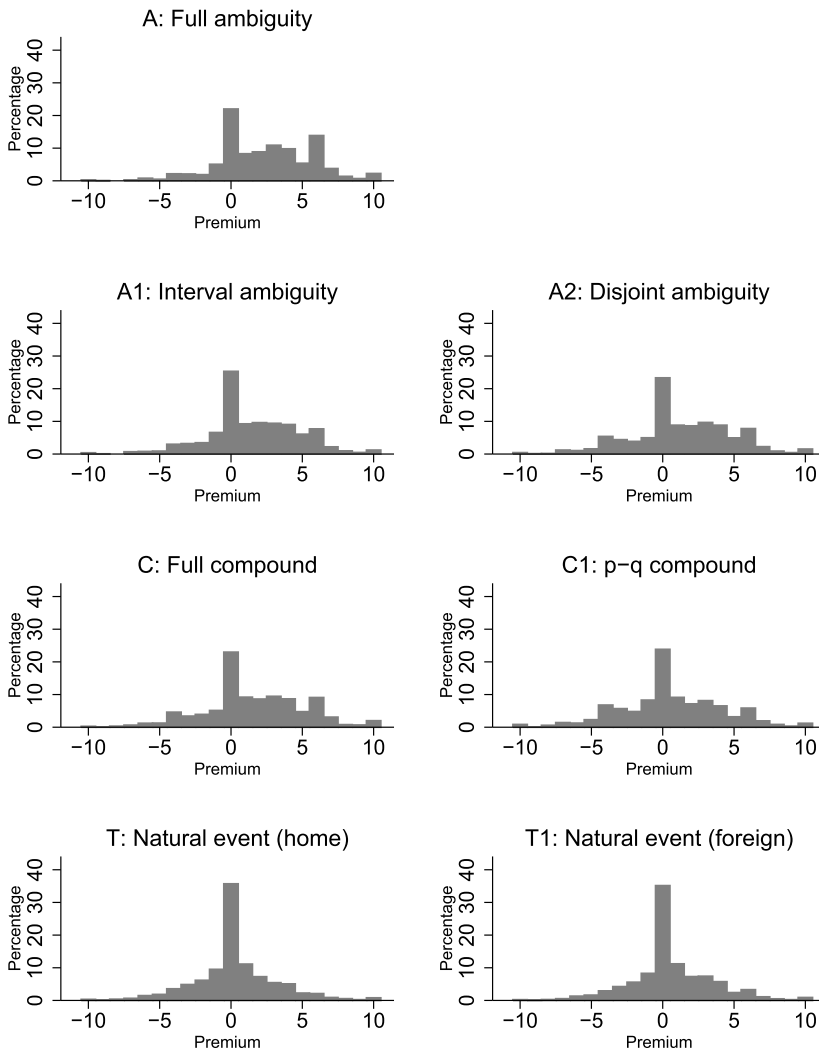 A: Full ambiguity
Percentage
40
30
20
10
0
−10 −5 0 5 10
Premium
A1: Interval ambiguity
Percentage
40
30
20
10
0
−10 −5 0 5 10
Premium
A2: Disjoint ambiguity
Percentage
40
30
20
10
0
−10 −5 0 5 10
Premium
C: Full compound
Percentage
40
30
20
10
0
−10 −5 0 5 10
Premium
C1: p−q compound
Percentage
40
30
20
10
0
−10 −5 0 5 10
Premium
T: Natural event (home)
Percentage
40
30
20
10
0
−10 −5 0 5 10
Premium
T1: Natural event (foreign)
Percentage
40
30
20
10
0
−10 −5 0 5 10
Premium